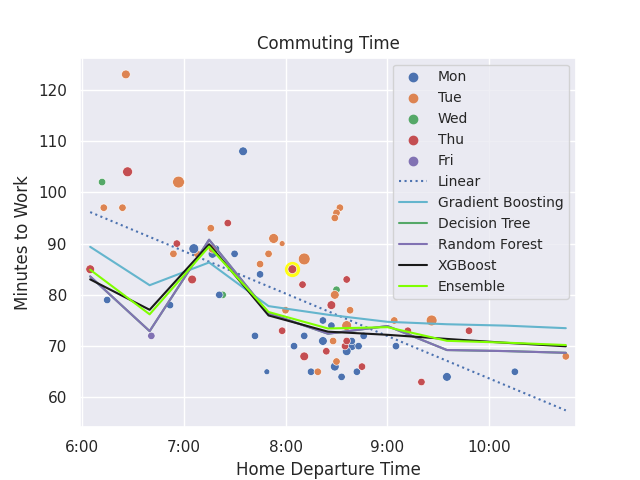 Commuting Time
Minutes to Work
120
110
100
90
80
70
60
Mon
Tue
Wed
Thu
Fri
Linear
Gradient Boosting
Decision Tree
Random Forest
XGBoost
Ensemble
6:00 7:00 8:00 9:00 10:00
Home Departure Time